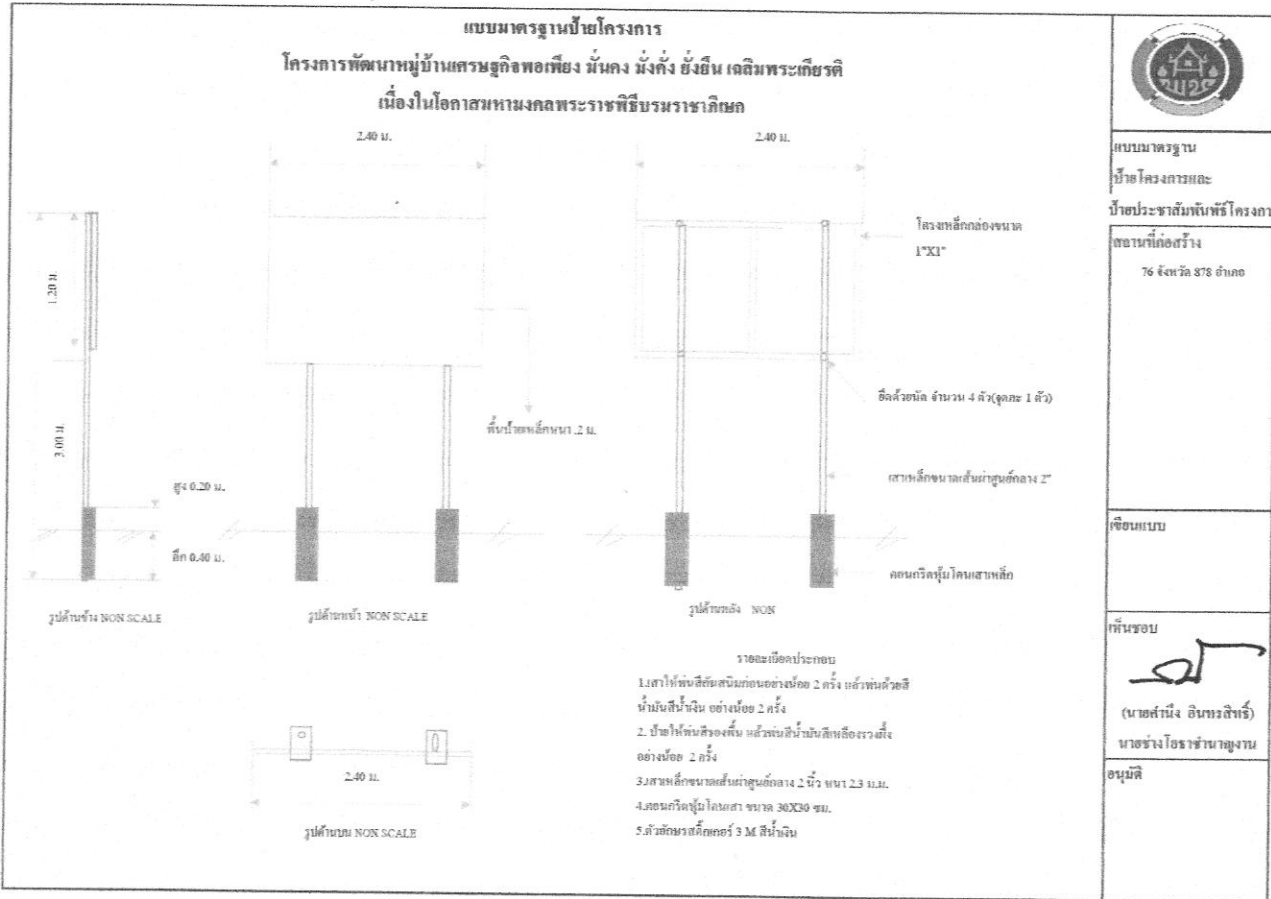 แบบมาตรฐานป้ายโครงการ
โครงการพัฒนาหมู่บ้านเศรษฐกิจพอเพียง มั่นคง มั่งคั่ง ยั่งยืน เฉลิมพระเกียรติ
เนื่องในโอกาสมหามงคลพระราชพิธีบรมราชาภิเษก
2.40 ม.
2.40 ม.
1.20 ม.
3.00 ม.
สูง 0.20 ม.
ลึก 0.40 ม.
พื้นป้ายเหล็กหนา .2 ม.
โครงเหล็กกล่องขนาด
1"X1"
ยึดด้วยน๊อต จำนวน 4 ตัว(จุดละ 1 ตัว)
เสาเหล็กขนาดเส้นผ่าศูนย์กลาง 2"
คอนกรีตหุ้มโคนเสาเหล็ก
รูปด้านข้าง NON SCALE
รูปด้านหน้า NON SCALE
รูปด้านหลัง NON
2.40 ม.
รูปด้านบน NON SCALE
รายละเอียดประกอบ
1.เสาให้พ่นสีกันสนิมก่อนอย่างน้อย 2 ครั้ง แล้วพ่นด้วยสี
น้ำมันสีน้ำเงิน อย่างน้อย 2 ครั้ง
2. ป้ายให้พ่นสีรองพื้น แล้วพ่นสีน้ำมันสีเหลืองรวงผึ้ง
อย่างน้อย 2 ครั้ง
3.เสาเหล็กขนาดเส้นผ่าศูนย์กลาง 2 นิ้ว หนา 2.3 ม.ม.
4.คอนกรีตหุ้มโคนเสา ขนาด 30X30 ซม.
5.ตัวอักษรสติ๊กเกอร์ 3 M สีน้ำเงิน
แบบมาตรฐาน
ป้ายโครงการและ
ป้ายประชาสัมพันธ์โครงกา
สถานที่ก่อสร้าง
76 จังหวัด 878 อำเภอ
เขียนแบบ
เห็นชอบ
(นายคำนึง อินทรสิทธิ์)
นายช่างโยธาชำนาญงาน
อนุมัติ